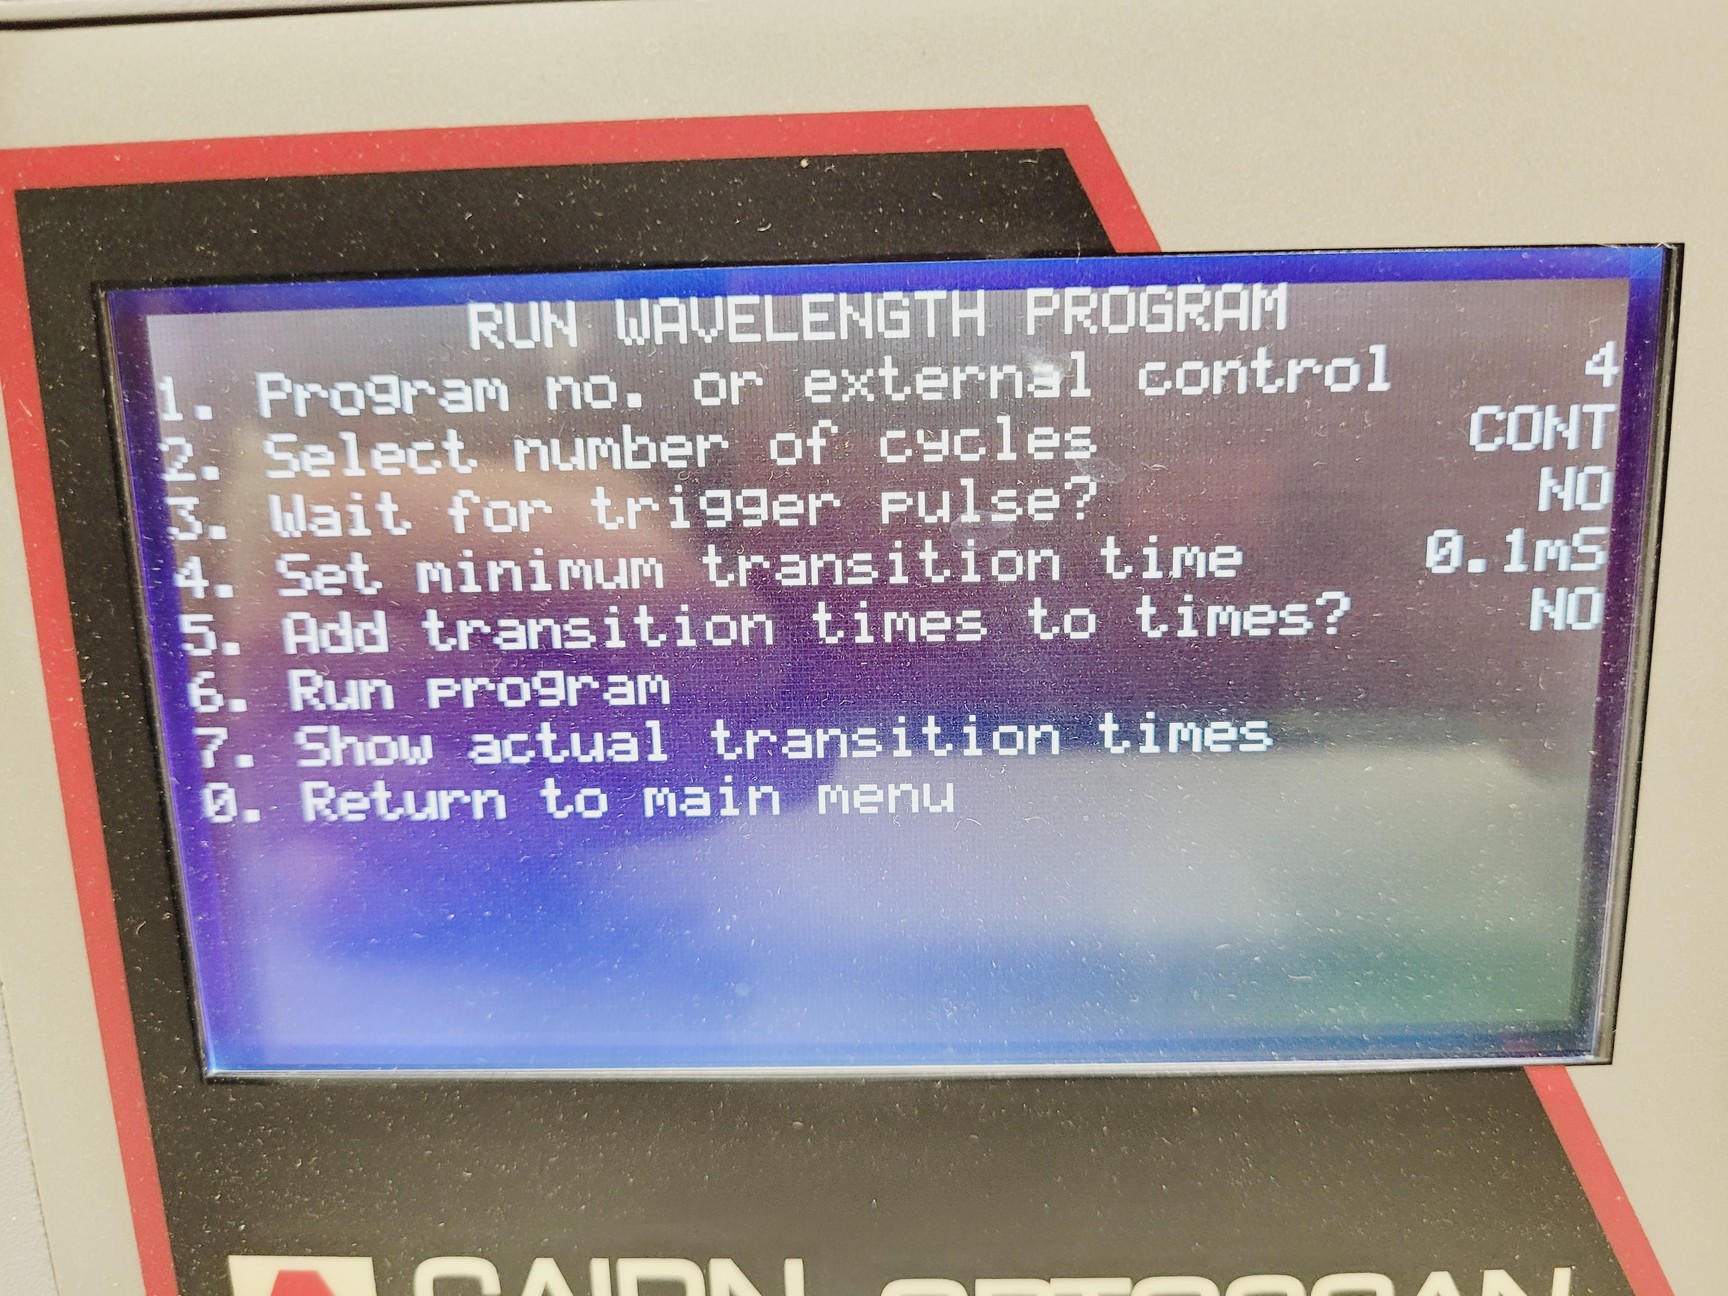 RUN WAVELENGTH PROGRAM
1. Program no. or external control 4
2. Select number of cycles CONT
3. Wait for trigger pulse? NO
4. Set minimum transition time 0.1mS
5. Add transition times to times? NO
6. Run program
7. Show actual transition times
0. Return to main menu
CAIRN OPTOSCAN